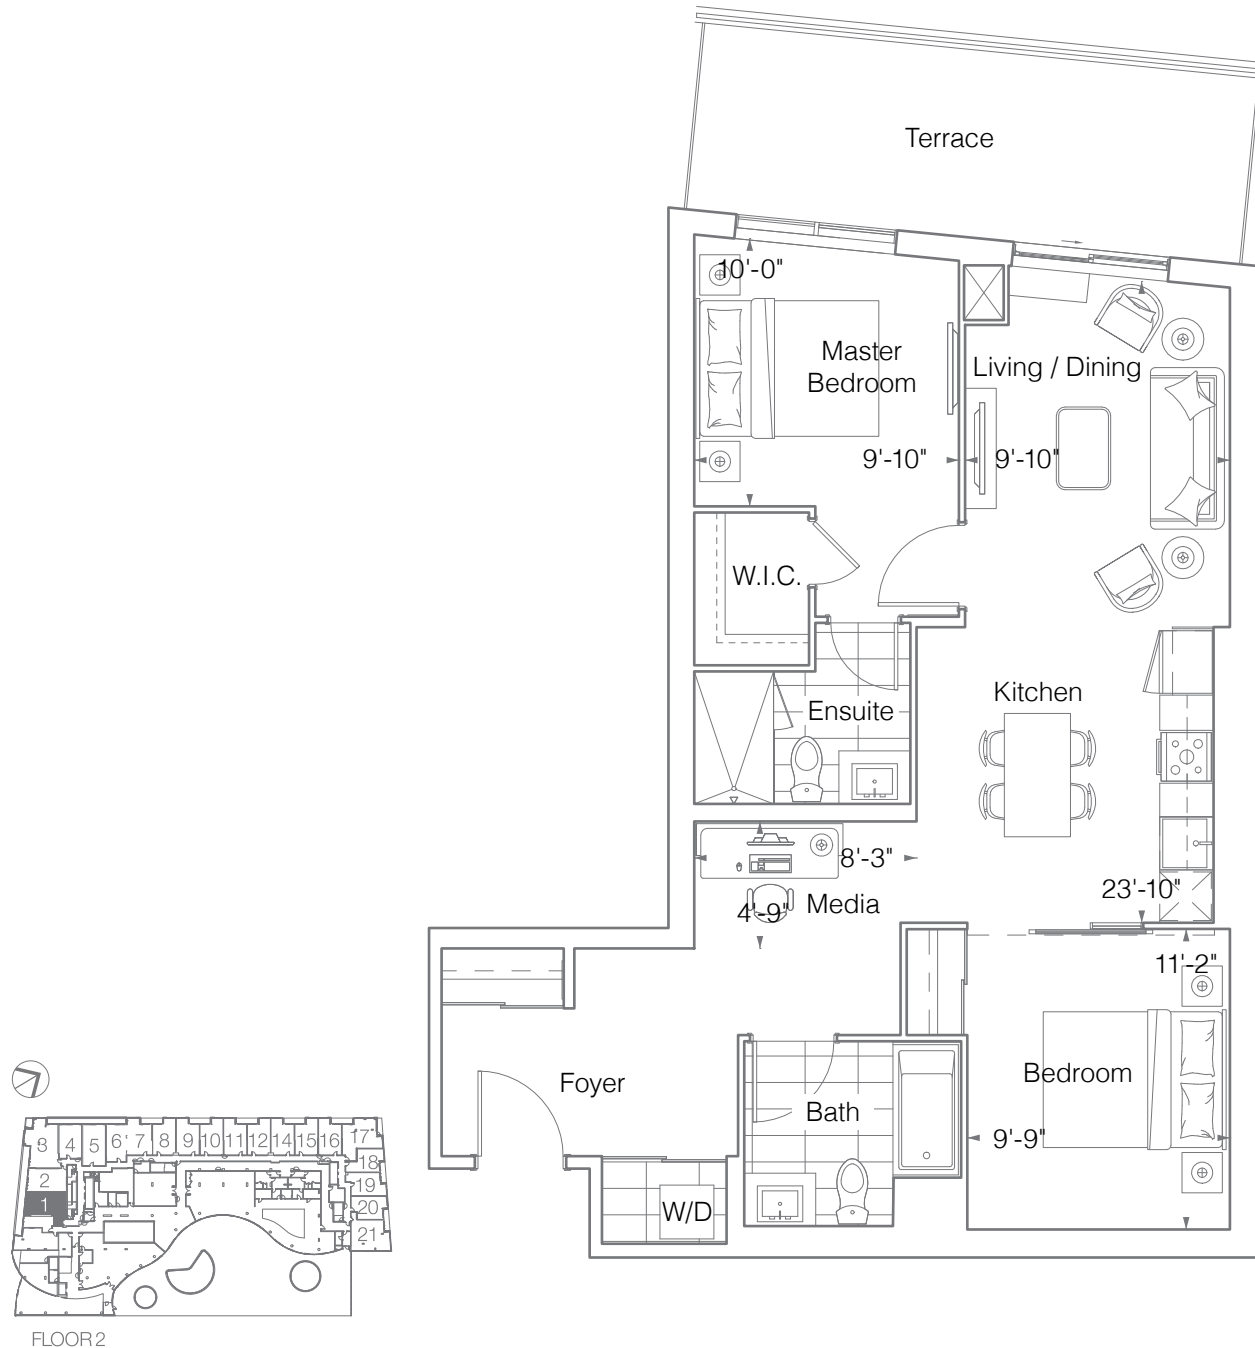 Terrace
10'-0"
Master
Bedroom
Living / Dining
9'-10"
9'-10"
W.I.C.
Kitchen
Ensuite
8'-3"
23'-10"
4'-9"
Media
11'-2"
Foyer
Bedroom
Bath
9'-9"
W/D
3
4
5
6
7
8
9
10
11
12
14
15
16
17
18
2
19
1
20
21
FLOOR 2